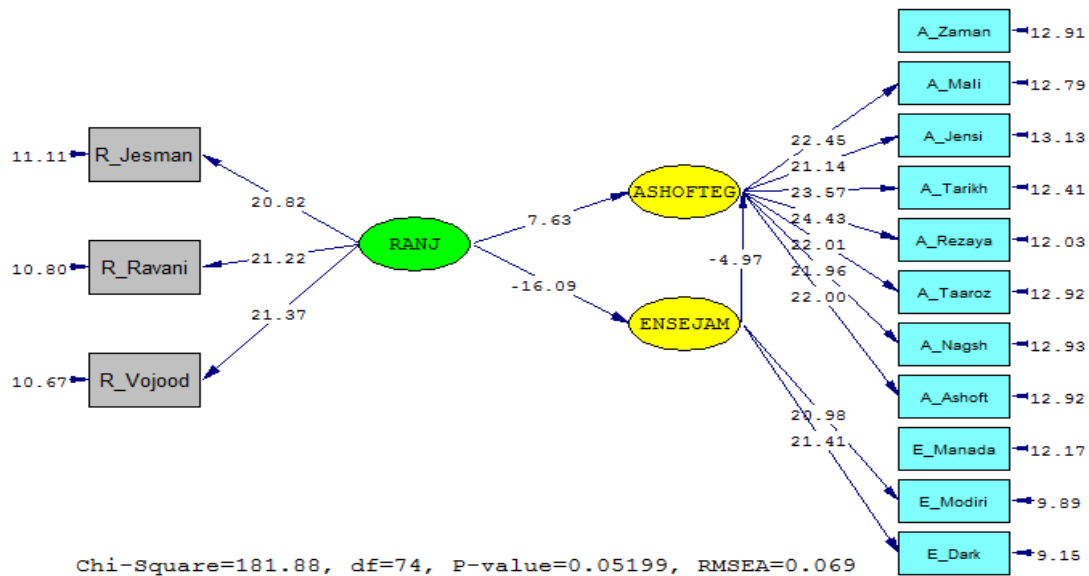 A_Zaman 12.91
A_Mali 12.79
22.45
A_Jensi 13.13
21.14
11.11 R_Jesman
A_Tarikh 12.41
23.57
ASHOFTEG
20.82
24.43
7.63
RANJ
A_Rezaya 12.03
22.01
10.80 R_Ravani
21.22
-4.97
21.96
A_Taaroz 12.92
-16.09
22.00
21.37
ENSEJAM
A_Nagsh 12.93
10.67 R_Vojood
A_Ashoft 12.92
20.98
21.41
E_Manada 12.17
E_Modiri 9.89
E_Dark 9.15
Chi-Square=181.88, df=74, P-value=0.05199, RMSEA=0.069